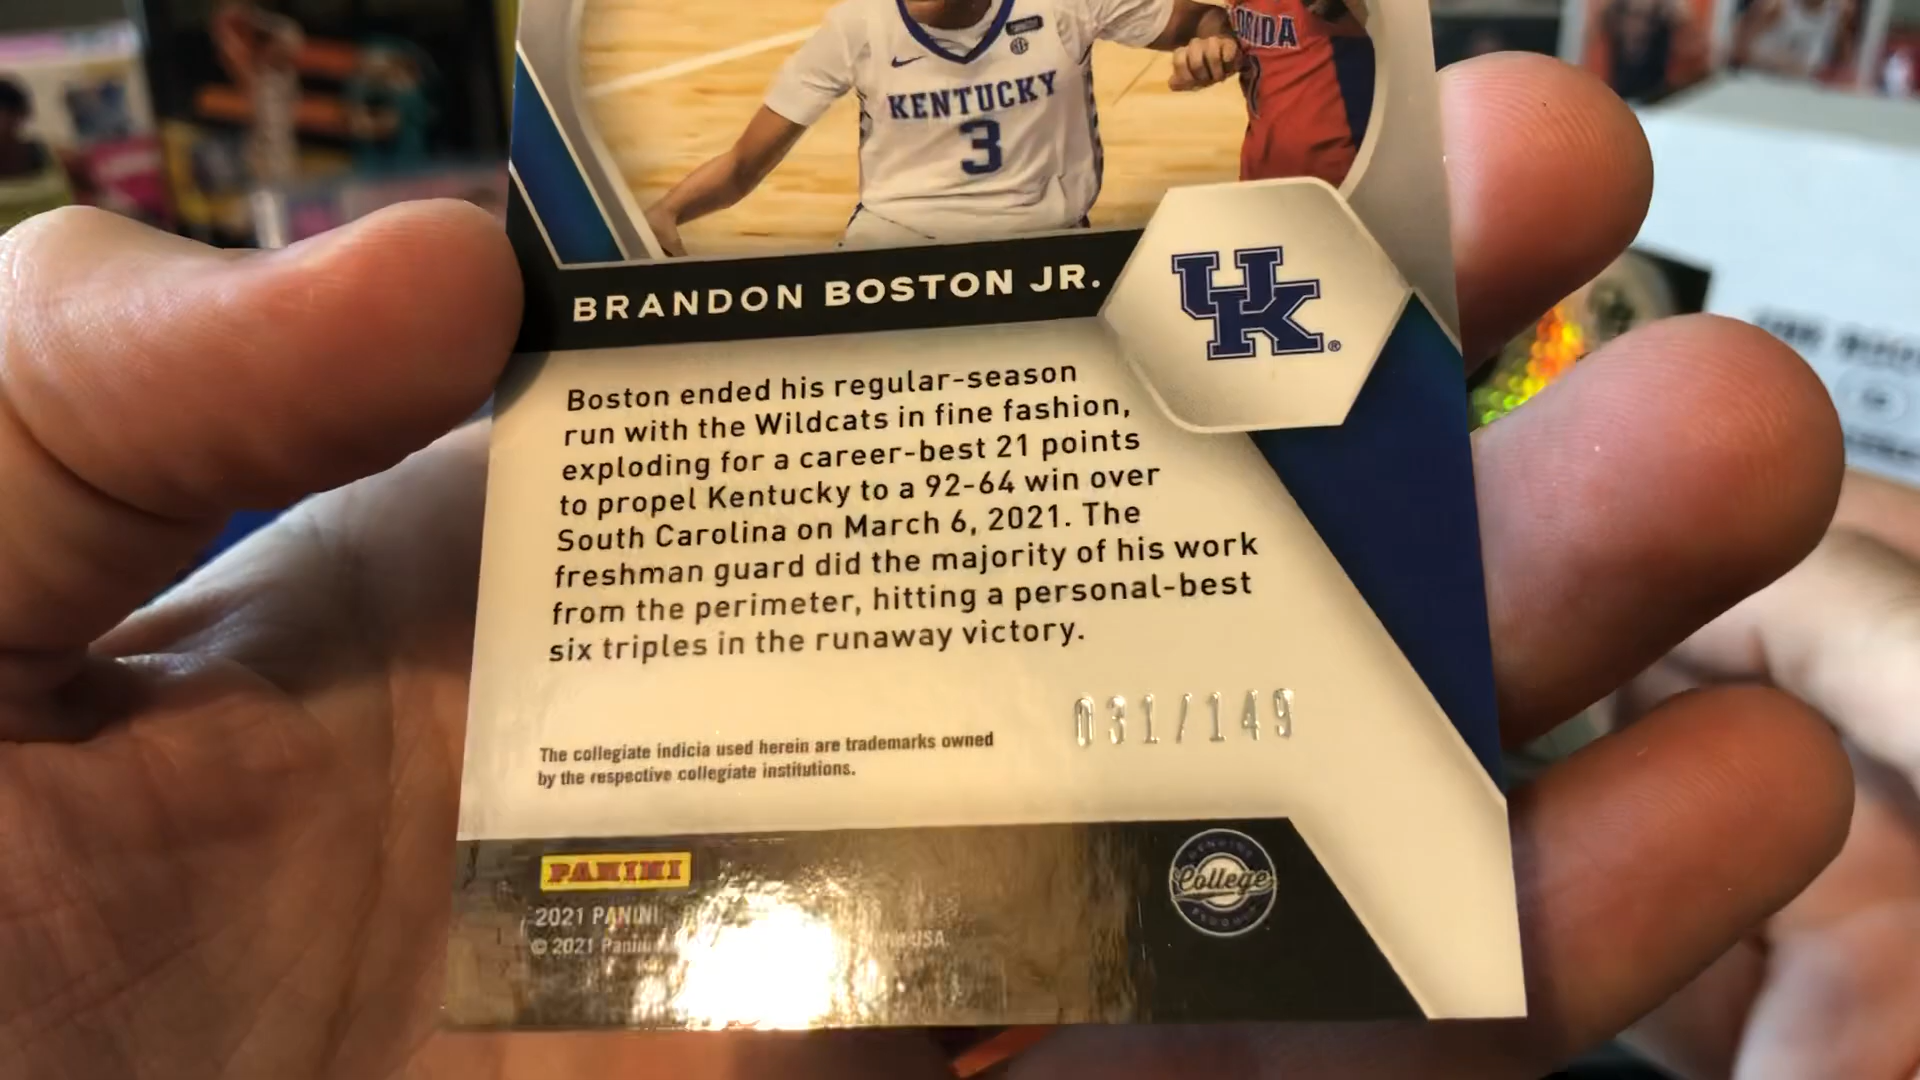 ORIDA
KENTUCKY
3
BRANDON BOSTON JR.
UK®
Boston ended his regular-season
run with the Wildcats in fine fashion,
exploding for a career-best 21 points
to propel Kentucky to a 92-64 win over
South Carolina on March 6, 2021. The
freshman guard did the majority of his work
from the perimeter, hitting a personal-best
six triples in the runaway victory.
031/149
The collegiate indicia used herein are trademarks owned
by the respective collegiate institutions.
PANINI
GENUINE
College
PRODUCT
2021 PANINI
© 2021 Panini
USA.